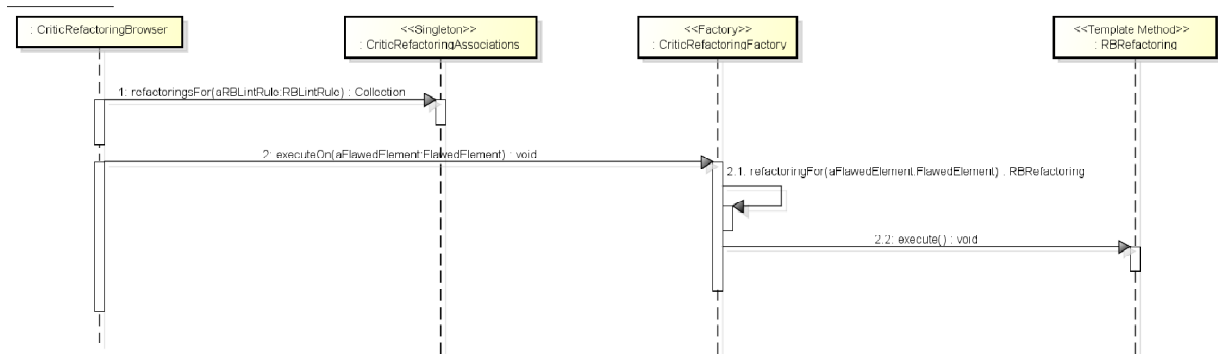 : CriticRefactoringBrowser
<<Singleton>>
: CriticRefactoringAssociations
<<Factory>>
: CriticRefactoringFactory
<<Template Method>>
: RBRefactoring
1: refactoringsFor(aRBLintRule:RBLintRule) : Collection
2: executeOn(aFlawedElement:FlawedElement) : void
2.1: refactoringFor(aFlawedElement:FlawedElement) : RBRefactoring
2.2: execute() : void